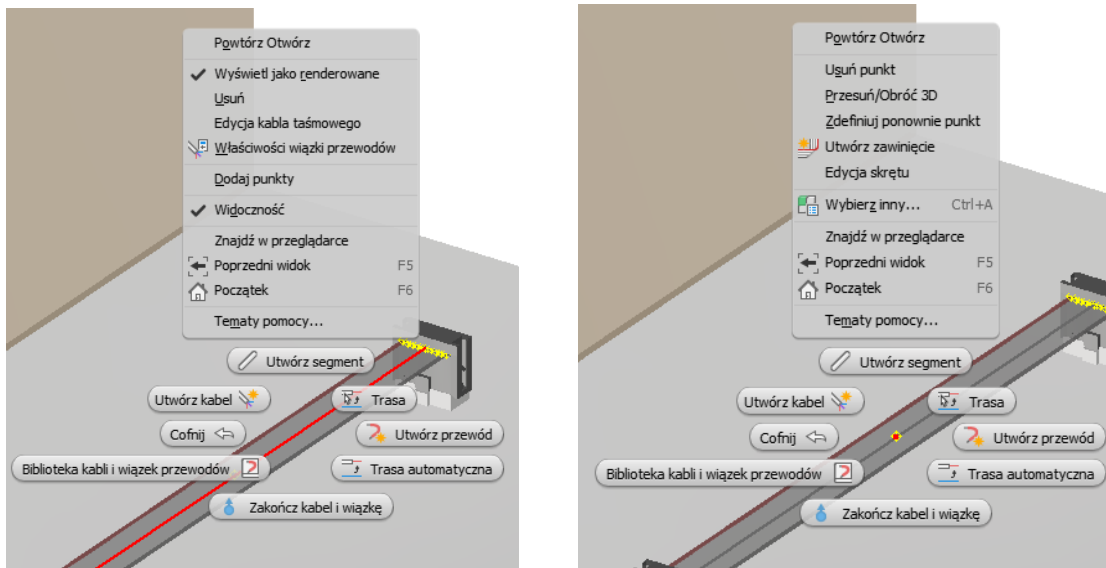 Powtórz Otwórz
Wyświetl jako renderowane
Usuń
Edycja kabla taśmowego
Właściwości wiązki przewodów
Dodaj punkty
Widoczność
Znajdź w przeglądarce
Poprzedni widok F5
Początek F6
Tematy pomocy...
Utwórz segment
Utwórz kabel
Trasa
Cofnij
Utwórz przewód
Biblioteka kabli i wiązek przewodów
Trasa automatyczna
Zakończ kabel i wiązkę
Powtórz Otwórz
Usuń punkt
Przesuń/Obróć 3D
Zdefiniuj ponownie punkt
Utwórz zawinięcie
Edycja skrętu
Wybierz inny... Ctrl+A
Znajdź w przeglądarce
Poprzedni widok F5
Początek F6
Tematy pomocy...
Utwórz segment
Utwórz kabel
Trasa
Cofnij
Utwórz przewód
Biblioteka kabli i wiązek przewodów
Trasa automatyczna
Zakończ kabel i wiązkę